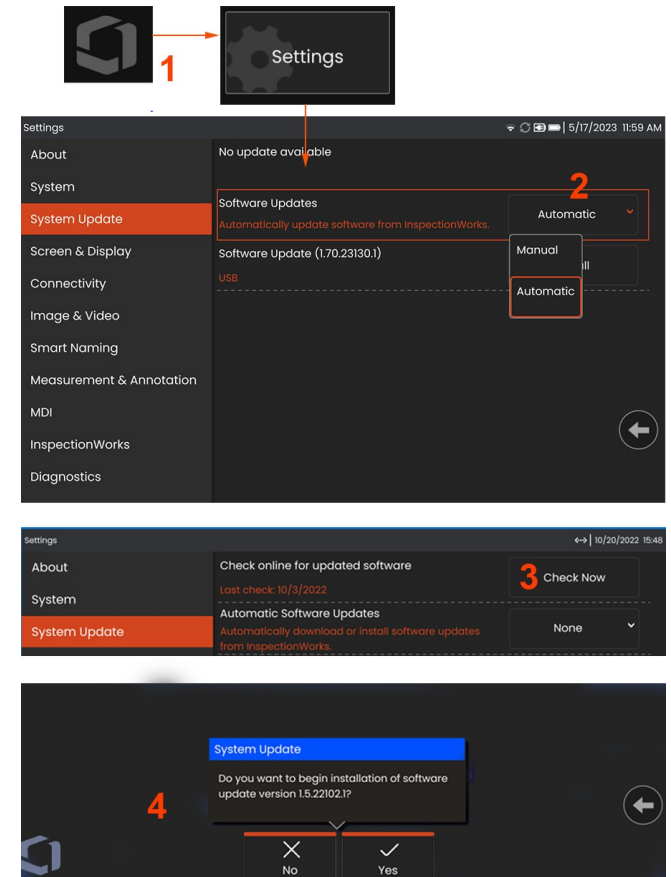 1
Settings
Settings
5/17/2023 11:59 AM
About
No update available
System
2
Software Updates
Automatic
System Update
Automatically update software from InspectionWorks.
Screen & Display
Software Update (1.70.23130.1)
Manual
USB
Connectivity
Automatic
Image & Video
Smart Naming
Measurement & Annotation
MDI
InspectionWorks
Diagnostics
Settings
10/20/2022 15:48
About
Check online for updated software
3
Check Now
Last check: 10/3/2022
System
Automatic Software Updates
None
System Update
Automatically download or install software updates
from InspectionWorks.
System Update
Do you want to begin installation of software
update version 1.5.22102.1?
4
No
Yes